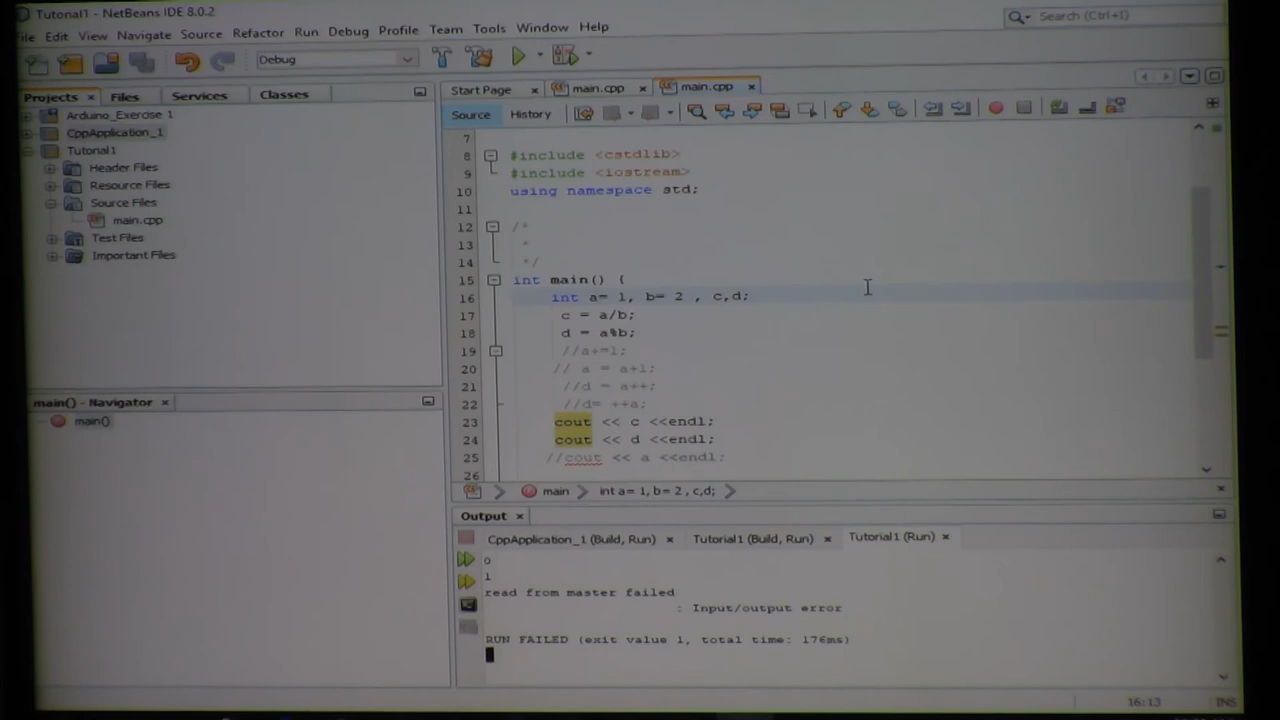 Tutorial1 - NetBeans IDE 8.0.2
Search (Ctrl+I)
File Edit View Navigate Source Refactor Run Debug Profile Team Tools Window Help
Debug
Projects Files Services Classes
Arduino_Exercise 1
CppApplication_1
Tutorial1
Header Files
Resource Files
Source Files
main.cpp
Test Files
Important Files
main() - Navigator
main()
Start Page main.cpp main.cpp
Source History
7
8 #include <cstdlib>
9 #include <iostream>
10 using namespace std;
11
12 /*
13 *
14 */
15 int main() {
16 int a= 1, b= 2 , c,d;
17 c = a/b;
18 d = a%b;
19 //a+=1;
20 // a = a+1;
21 //d = a++;
22 //d= ++a;
23 cout << c <<endl;
24 cout << d <<endl;
25 //cout << a <<endl;
26
main int a= 1, b= 2 , c,d;
Output
CppApplication_1 (Build, Run) Tutorial1 (Build, Run) Tutorial1 (Run)
0
1
read from master failed
: Input/output error
RUN FAILED (exit value 1, total time: 176ms)
16:13 INS